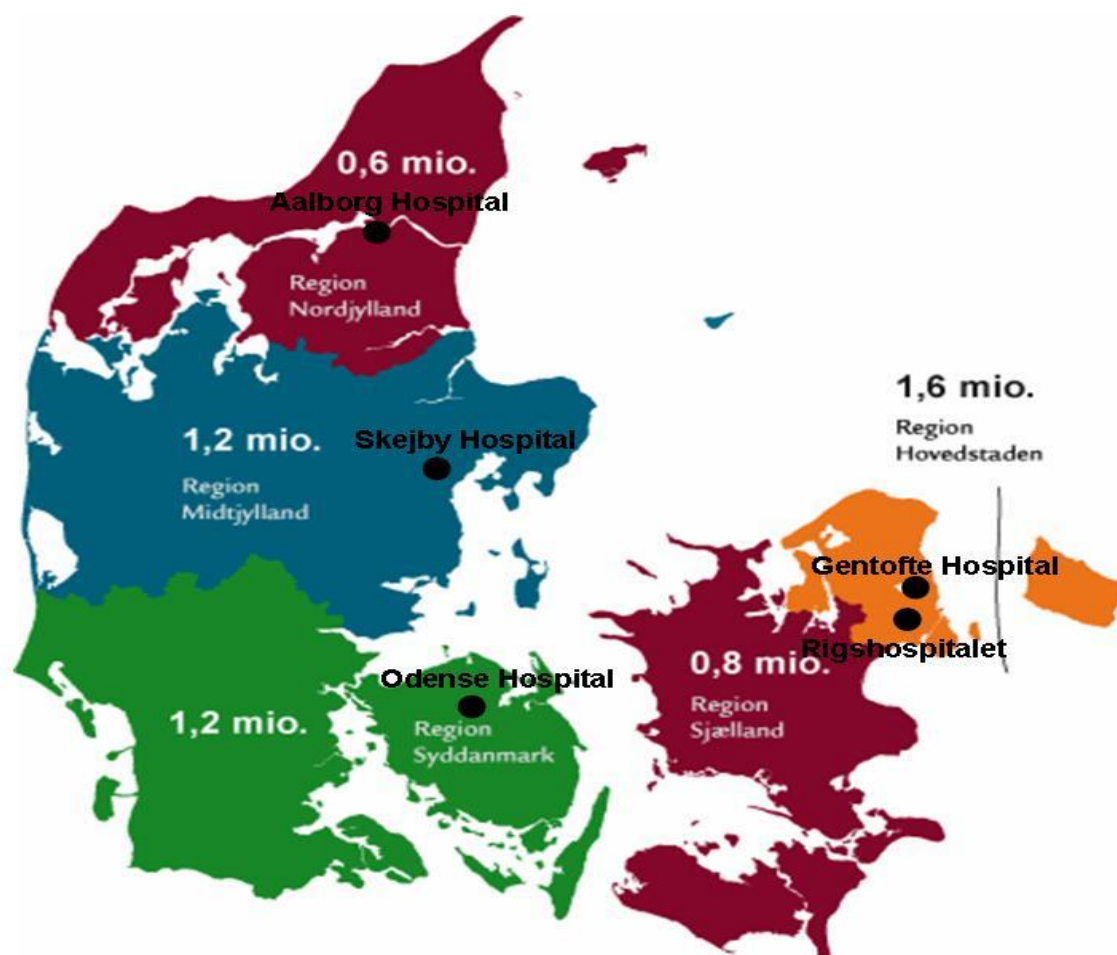 0,6 mio.
Aalborg Hospital
Region
Nordjylland
1,6 mio.
Region
Hovedstaden
1,2 mio.
Skejby Hospital
Region
Midtjylland
Gentofte Hospital
Rigshospitalet
0,8 mio.
Region
Sjælland
Odense Hospital
1,2 mio.
Region
Syddanmark